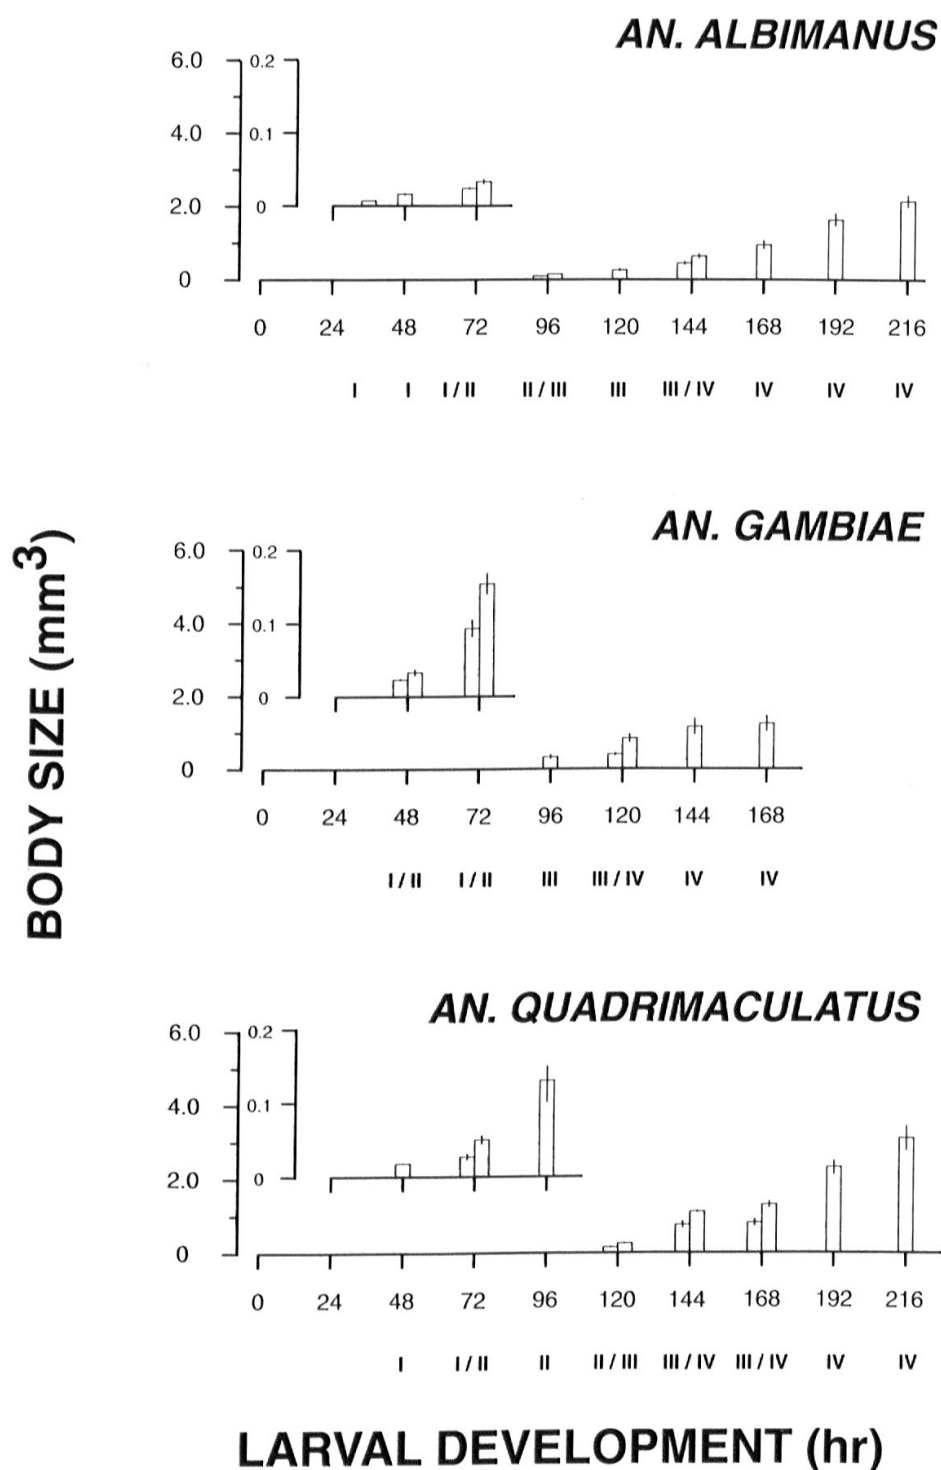 AN. ALBIMANUS
6.0 0.2
4.0 0.1
2.0 0
0
0 24 48 72 96 120 144 168 192 216
I I I / II II / III III III / IV IV IV IV
AN. GAMBIAE
6.0 0.2
4.0 0.1
2.0 0
0
0 24 48 72 96 120 144 168
I / II I / II III III / IV IV IV
AN. QUADRIMACULATUS
6.0 0.2
4.0 0.1
2.0 0
0
0 24 48 72 96 120 144 168 192 216
I I / II II II / III III / IV III / IV IV IV
BODY SIZE (mm³)
LARVAL DEVELOPMENT (hr)